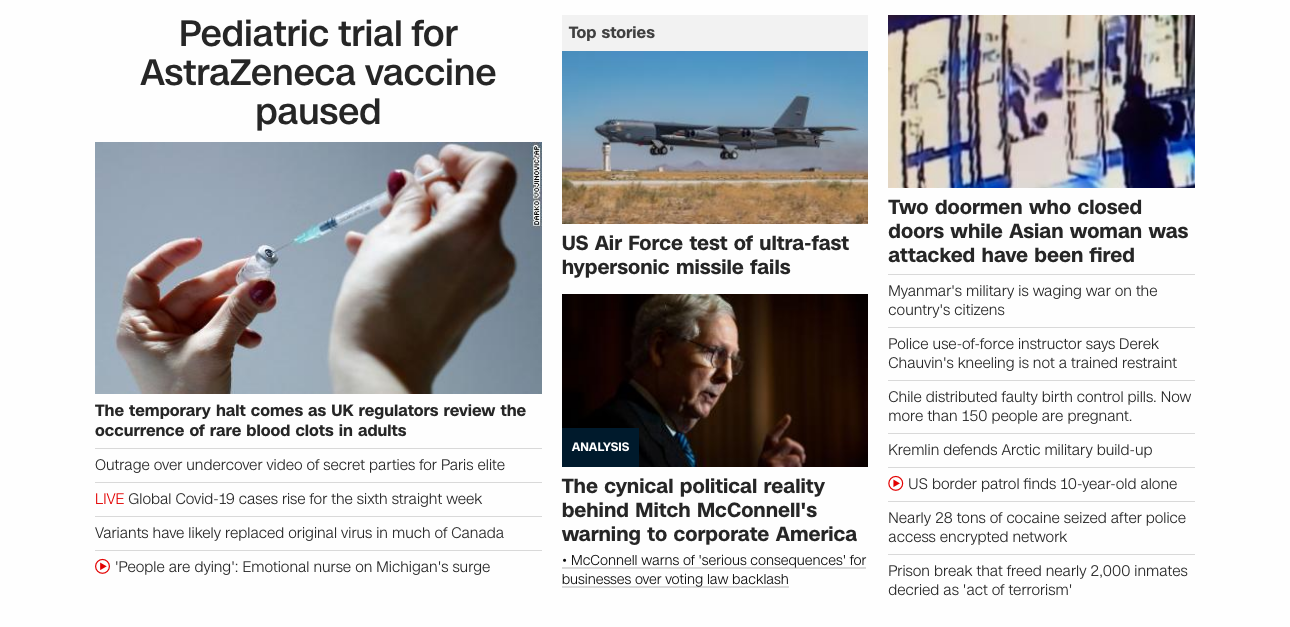 Pediatric trial for
AstraZeneca vaccine
paused
DARKO VOJINOVIC/AP
The temporary halt comes as UK regulators review the
occurrence of rare blood clots in adults
Outrage over undercover video of secret parties for Paris elite
LIVE Global Covid-19 cases rise for the sixth straight week
Variants have likely replaced original virus in much of Canada
'People are dying': Emotional nurse on Michigan's surge
Top stories
US Air Force test of ultra-fast
hypersonic missile fails
ANALYSIS
The cynical political reality
behind Mitch McConnell's
warning to corporate America
• McConnell warns of 'serious consequences' for
businesses over voting law backlash
Two doormen who closed
doors while Asian woman was
attacked have been fired
Myanmar's military is waging war on the
country's citizens
Police use-of-force instructor says Derek
Chauvin's kneeling is not a trained restraint
Chile distributed faulty birth control pills. Now
more than 150 people are pregnant.
Kremlin defends Arctic military build-up
US border patrol finds 10-year-old alone
Nearly 28 tons of cocaine seized after police
access encrypted network
Prison break that freed nearly 2,000 inmates
decried as 'act of terrorism'